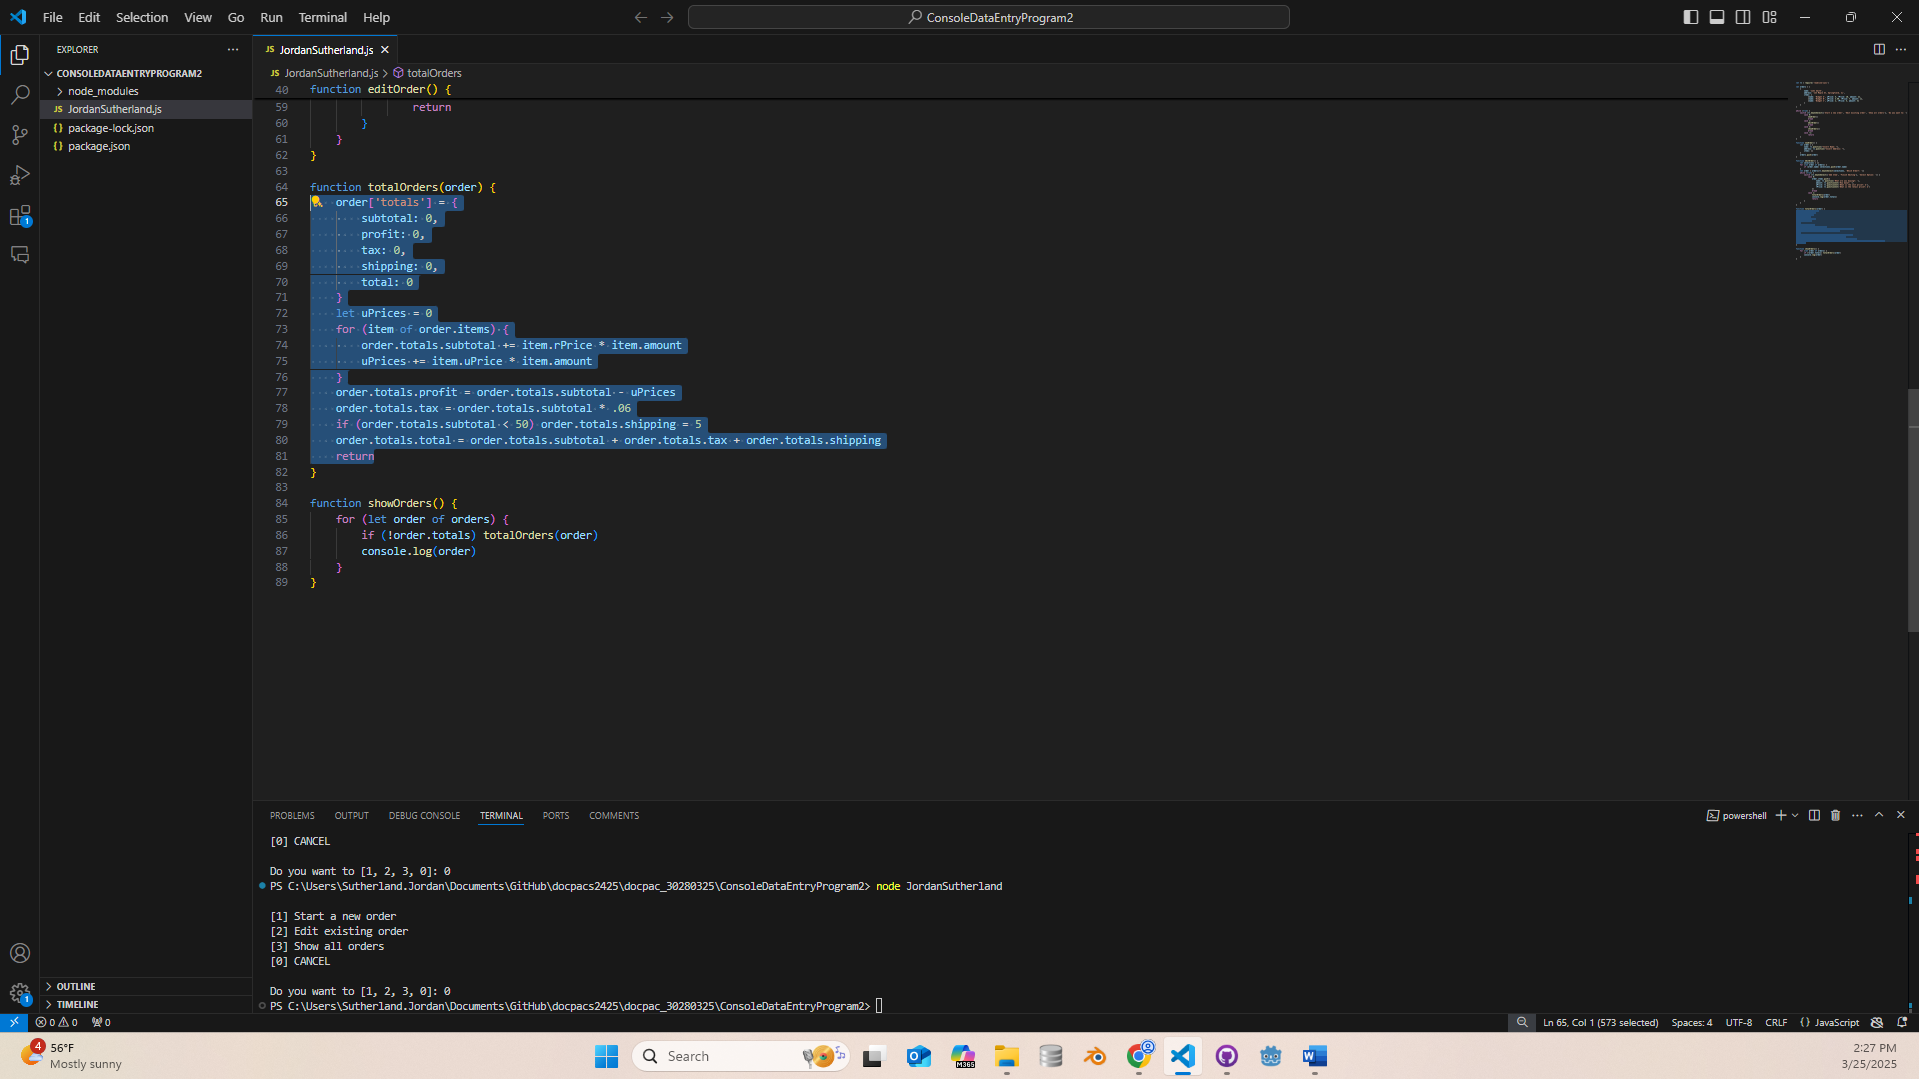 File Edit Selection View Go Run Terminal Help
ConsoleDataEntryProgram2
EXPLORER
CONSOLEDATAENTRYPROGRAM2
node_modules
JS JordanSutherland.js
{} package-lock.json
{} package.json
OUTLINE
TIMELINE
JS JordanSutherland.js
JS JordanSutherland.js > totalOrders
40 function editOrder() {
59 return
60 }
61 }
62 }
63
64 function totalOrders(order) {
65 order['totals'] = {
66 subtotal: 0,
67 profit: 0,
68 tax: 0,
69 shipping: 0,
70 total: 0
71 }
72 let uPrices = 0
73 for (item of order.items) {
74 order.totals.subtotal += item.rPrice * item.amount
75 uPrices += item.uPrice * item.amount
76 }
77 order.totals.profit = order.totals.subtotal - uPrices
78 order.totals.tax = order.totals.subtotal * .06
79 if (order.totals.subtotal < 50) order.totals.shipping = 5
80 order.totals.total = order.totals.subtotal + order.totals.tax + order.totals.shipping
81 return
82 }
83
84 function showOrders() {
85 for (let order of orders) {
86 if (!order.totals) totalOrders(order)
87 console.log(order)
88 }
89 }
PROBLEMS OUTPUT DEBUG CONSOLE TERMINAL PORTS COMMENTS
powershell
[0] CANCEL
Do you want to [1, 2, 3, 0]: 0
PS C:\Users\Sutherland.Jordan\Documents\GitHub\docpacs2425\docpac_30280325\ConsoleDataEntryProgram2> node JordanSutherland
[1] Start a new order
[2] Edit existing order
[3] Show all orders
[0] CANCEL
Do you want to [1, 2, 3, 0]: 0
PS C:\Users\Sutherland.Jordan\Documents\GitHub\docpacs2425\docpac_30280325\ConsoleDataEntryProgram2>
1
1
0 0 0
Ln 65, Col 1 (573 selected) Spaces: 4 UTF-8 CRLF {} JavaScript
4
56°F
Mostly sunny
Search
M365
2:27 PM
3/25/2025